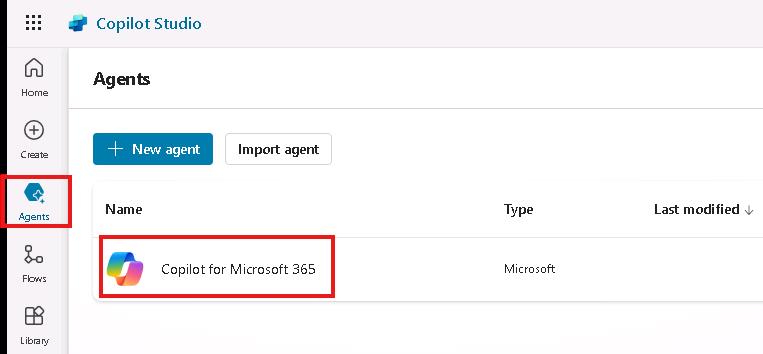 Copilot Studio
Home
Create
Agents
Flows
Library
Agents
New agent
Import agent
Name Type Last modified
Copilot for Microsoft 365 Microsoft